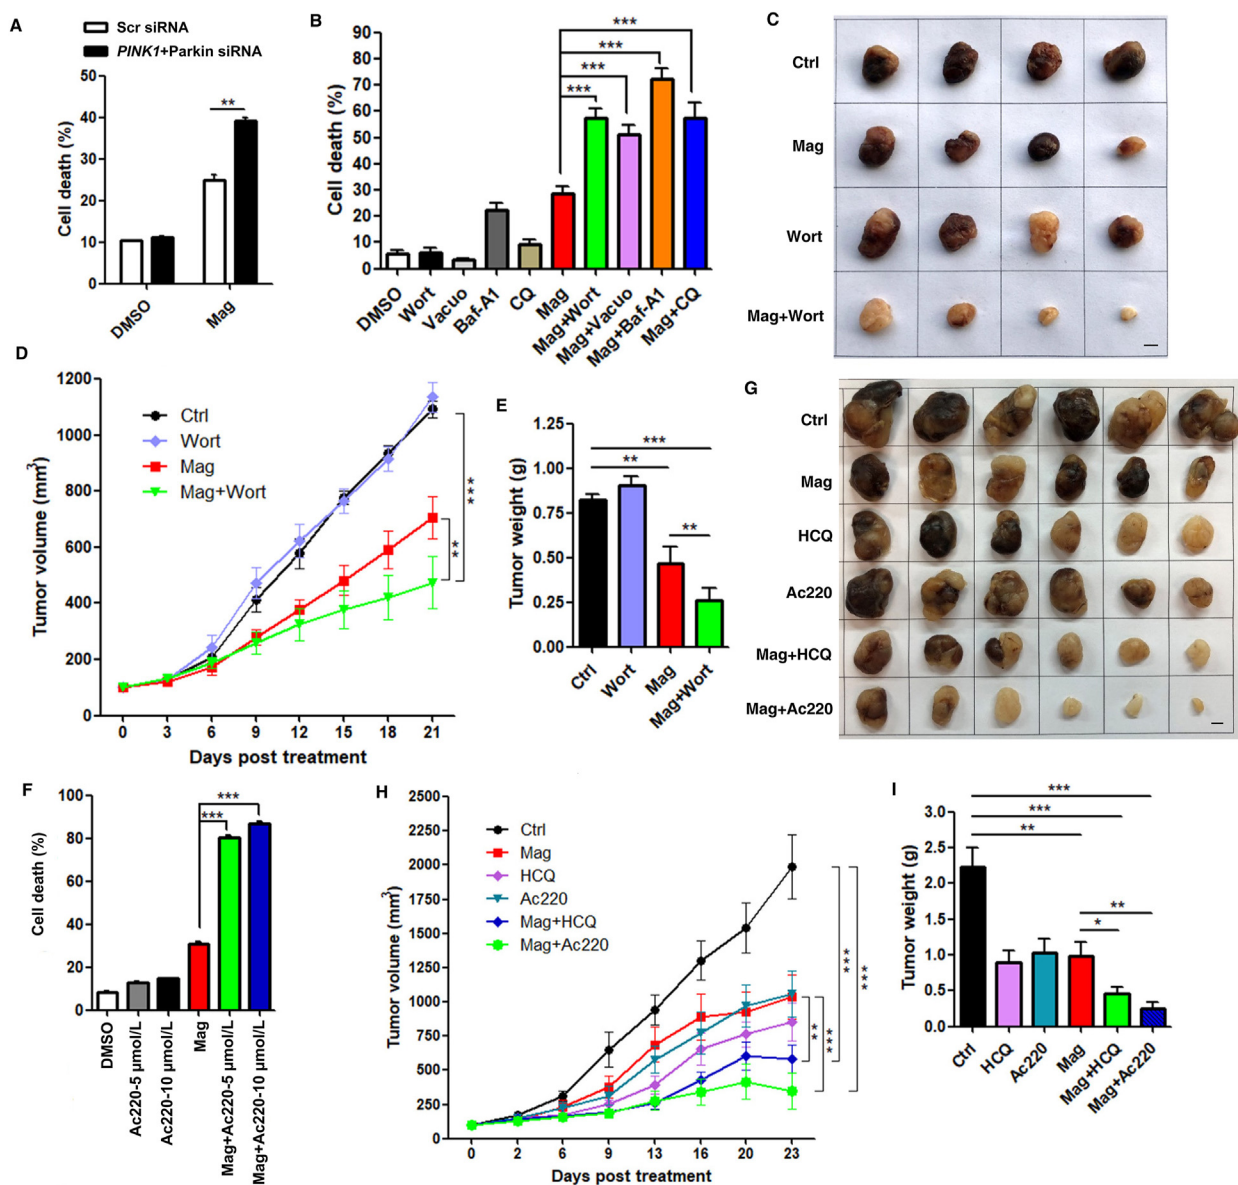 A
Scr siRNA
PINK1+Parkin siRNA
Cell death (%)
50
40
30
20
10
0
**
DMSO
Mag
B
Cell death (%)
90
80
70
60
50
40
30
20
10
0
***
***
***
***
DMSO
Wort
Vacuo
Baf-A1
CQ
Mag
Mag+Wort
Mag+Vacuo
Mag+Baf-A1
Mag+CQ
C
Ctrl
Mag
Wort
Mag+Wort
D
Tumor volume (mm³)
1200
1000
800
600
400
200
0
Ctrl
Wort
Mag
Mag+Wort
***
**
0 3 6 9 12 15 18 21
Days post treatment
E
Tumor weight (g)
1.25
1.00
0.75
0.50
0.25
0.00
***
**
**
Ctrl
Wort
Mag
Mag+Wort
G
Ctrl
Mag
HCQ
Ac220
Mag+HCQ
Mag+Ac220
F
Cell death (%)
100
80
60
40
20
0
***
***
DMSO
Ac220-5 μmol/L
Ac220-10 μmol/L
Mag
Mag+Ac220-5 μmol/L
Mag+Ac220-10 μmol/L
H
Tumor volume (mm³)
2500
2250
2000
1750
1500
1250
1000
750
500
250
0
Ctrl
Mag
HCQ
Ac220
Mag+HCQ
Mag+Ac220
**
***
***
***
0 2 6 9 13 16 20 23
Days post treatment
I
Tumor weight (g)
3.0
2.5
2.0
1.5
1.0
0.5
0.0
***
***
**
**
*
Ctrl
HCQ
Ac220
Mag
Mag+HCQ
Mag+Ac220